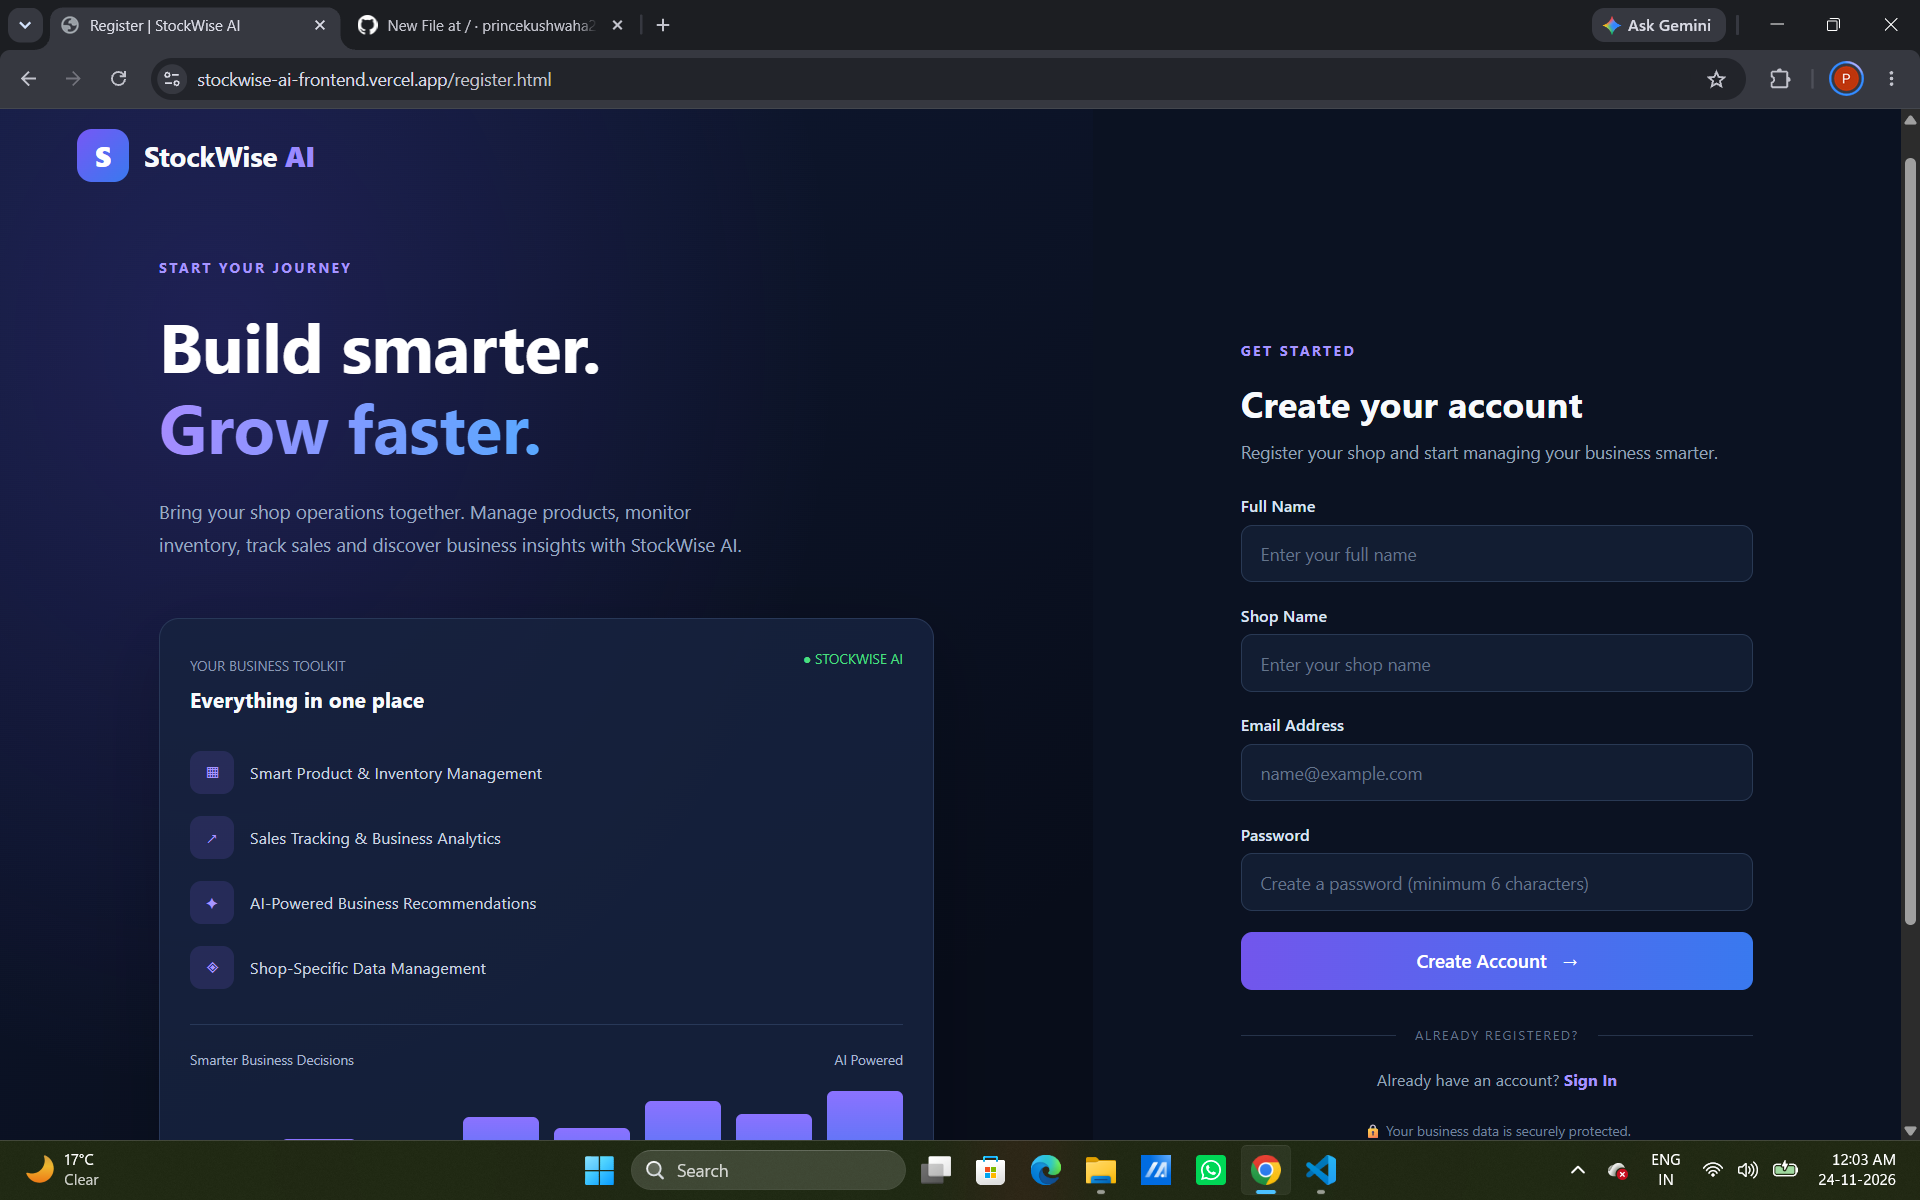 Register | StockWise AI
New File at / · princekushwaha2
Ask Gemini
stockwise-ai-frontend.vercel.app/register.html
P
S
StockWise AI
START YOUR JOURNEY
Build smarter.
Grow faster.
Bring your shop operations together. Manage products, monitor
inventory, track sales and discover business insights with StockWise AI.
YOUR BUSINESS TOOLKIT
● STOCKWISE AI
Everything in one place
Smart Product & Inventory Management
Sales Tracking & Business Analytics
AI-Powered Business Recommendations
Shop-Specific Data Management
Smarter Business Decisions
AI Powered
GET STARTED
Create your account
Register your shop and start managing your business smarter.
Full Name
Enter your full name
Shop Name
Enter your shop name
Email Address
name@example.com
Password
Create a password (minimum 6 characters)
Create Account →
ALREADY REGISTERED?
Already have an account? Sign In
🔒 Your business data is securely protected.
17°C
Clear
Search
ENG
IN
12:03 AM
24-11-2026